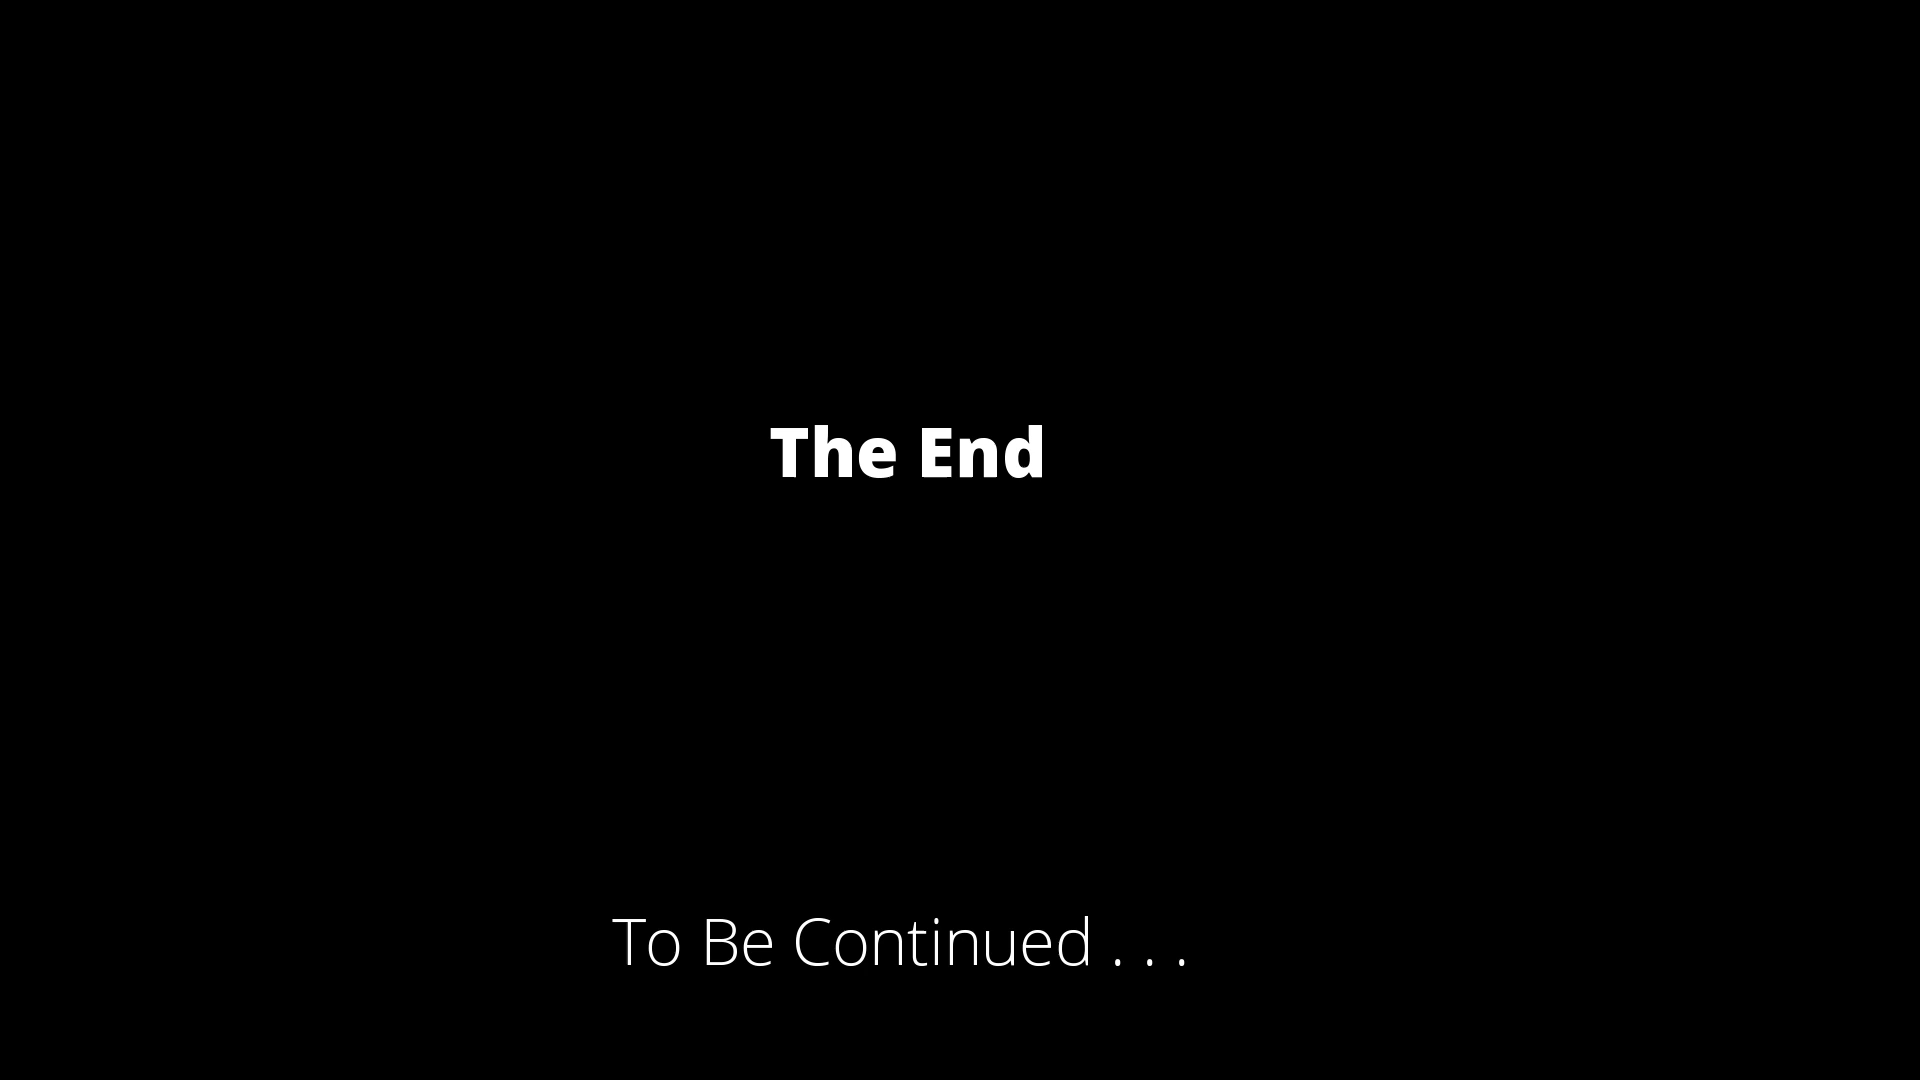 The End
To Be Continued . . .